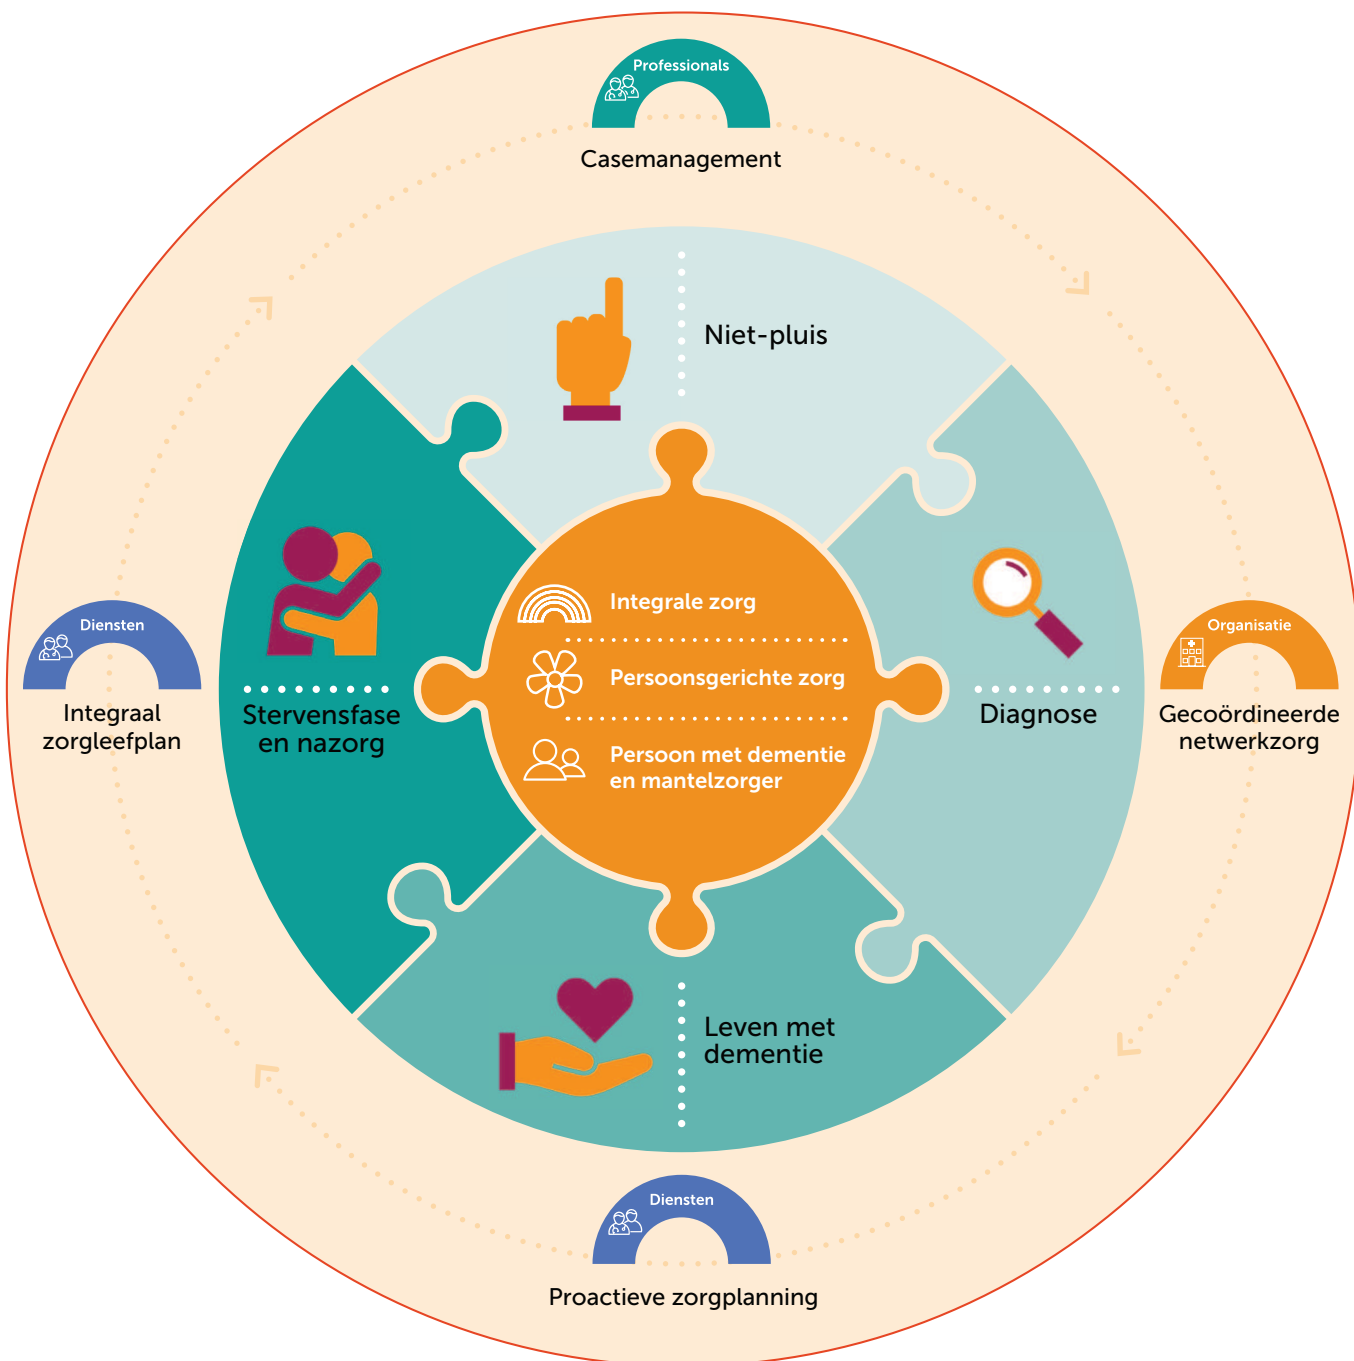 Professionals
Casemanagement
Niet-pluis
Integrale zorg
Persoonsgerichte zorg
Persoon met dementie
en mantelzorger
Diensten
Integraal
zorgleefplan
Stervensfase
en nazorg
Diagnose
Organisatie
Gecoördineerde
netwerkzorg
Leven met
dementie
Diensten
Proactieve zorgplanning